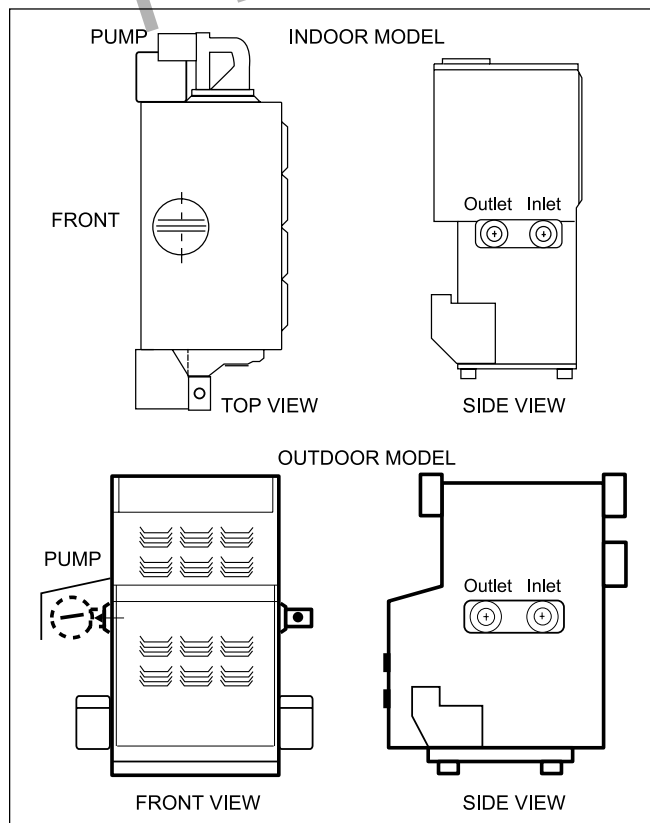 PUMP INDOOR MODEL
FRONT
Outlet Inlet
TOP VIEW SIDE VIEW
OUTDOOR MODEL
PUMP
Outlet Inlet
FRONT VIEW SIDE VIEW